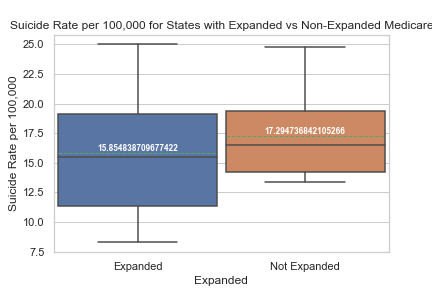 Suicide Rate per 100,000 for States with Expanded vs Non-Expanded Medicare
25.0
22.5
20.0
17.5
15.0
12.5
10.0
7.5
Suicide Rate per 100,000
15.854838709677422
17.294736842105266
Expanded
Not Expanded
Expanded